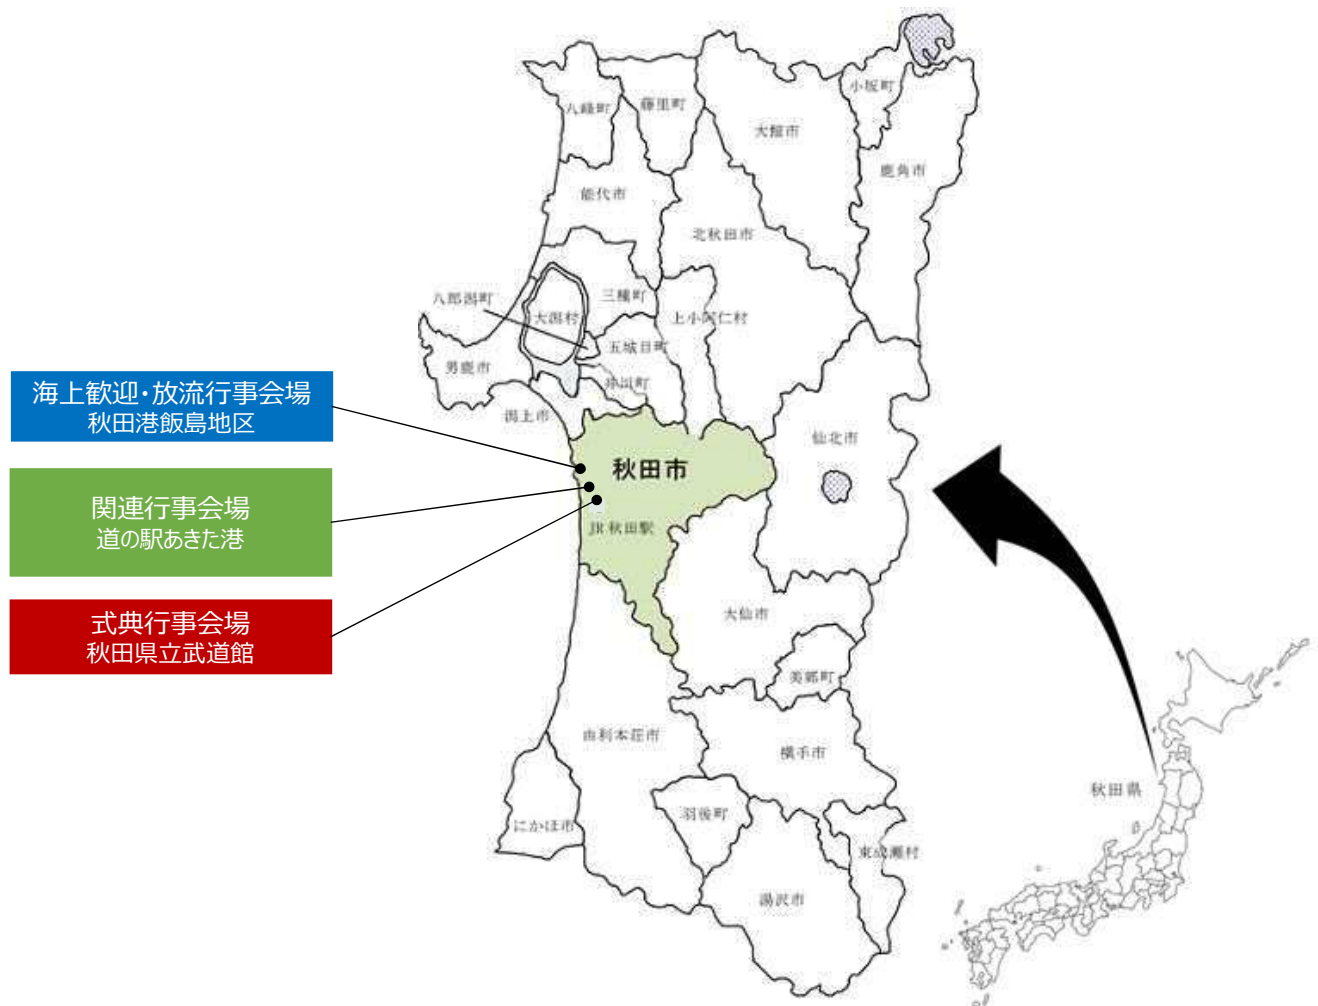 小坂町
八峰町
藤里町
大館市
鹿角市
能代市
北秋田市
八郎潟町
三種町
大潟村
上小阿仁村
五城目町
男鹿市
井川町
潟上市
海上歓迎・放流行事会場
秋田港飯島地区
仙北市
秋田市
関連行事会場
道の駅あきた港
JR秋田駅
式典行事会場
秋田県立武道館
大仙市
美郷町
由利本荘市
横手市
秋田県
羽後町
にかほ市
東成瀬村
湯沢市